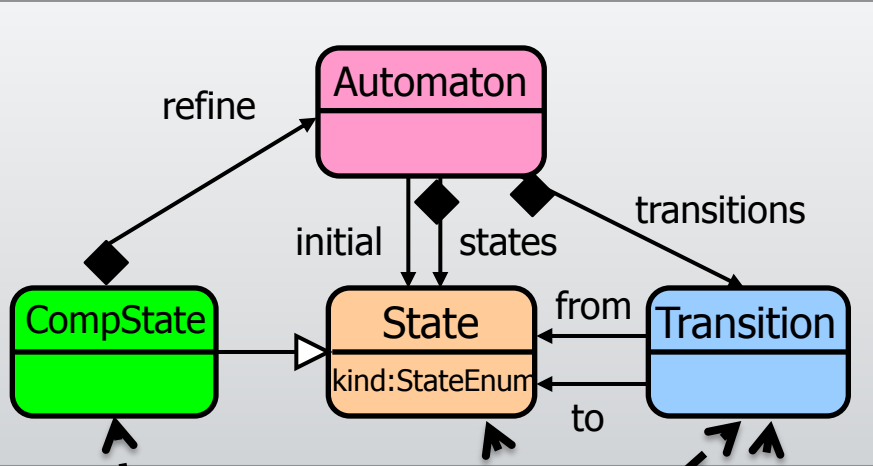 Automaton
refine
transitions
initial
states
CompState
State
from
Transition
kind:StateEnum
to